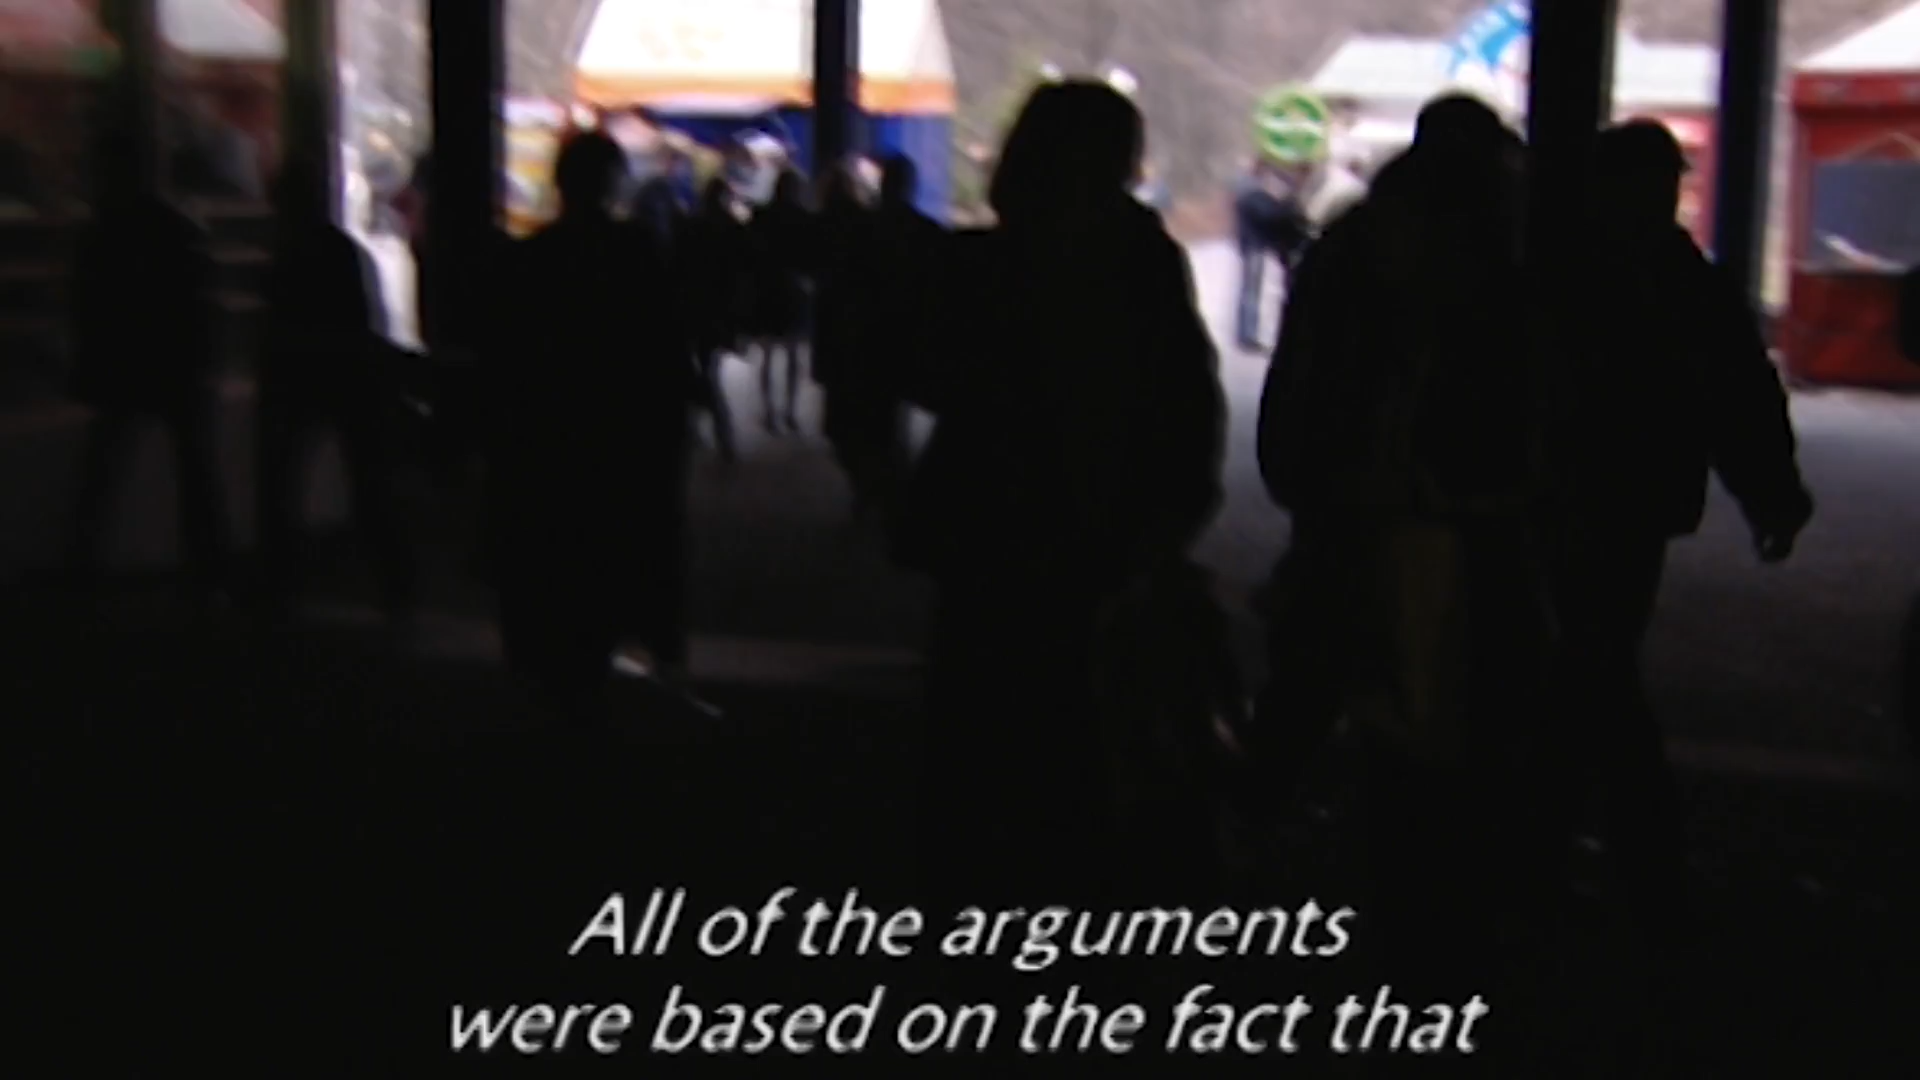 All of the arguments
were based on the fact that